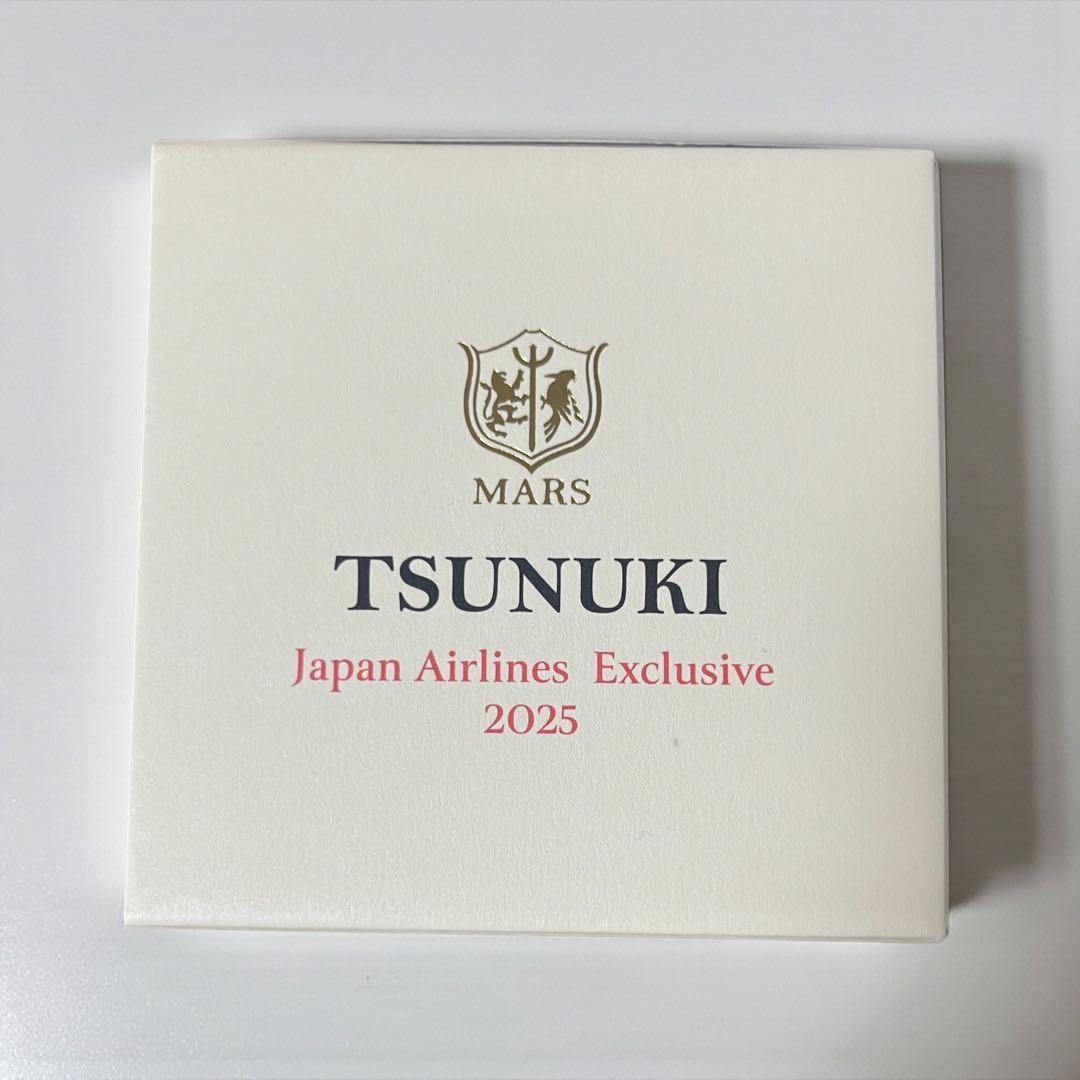 MARS
TSUNUKI
Japan Airlines Exclusive
2025